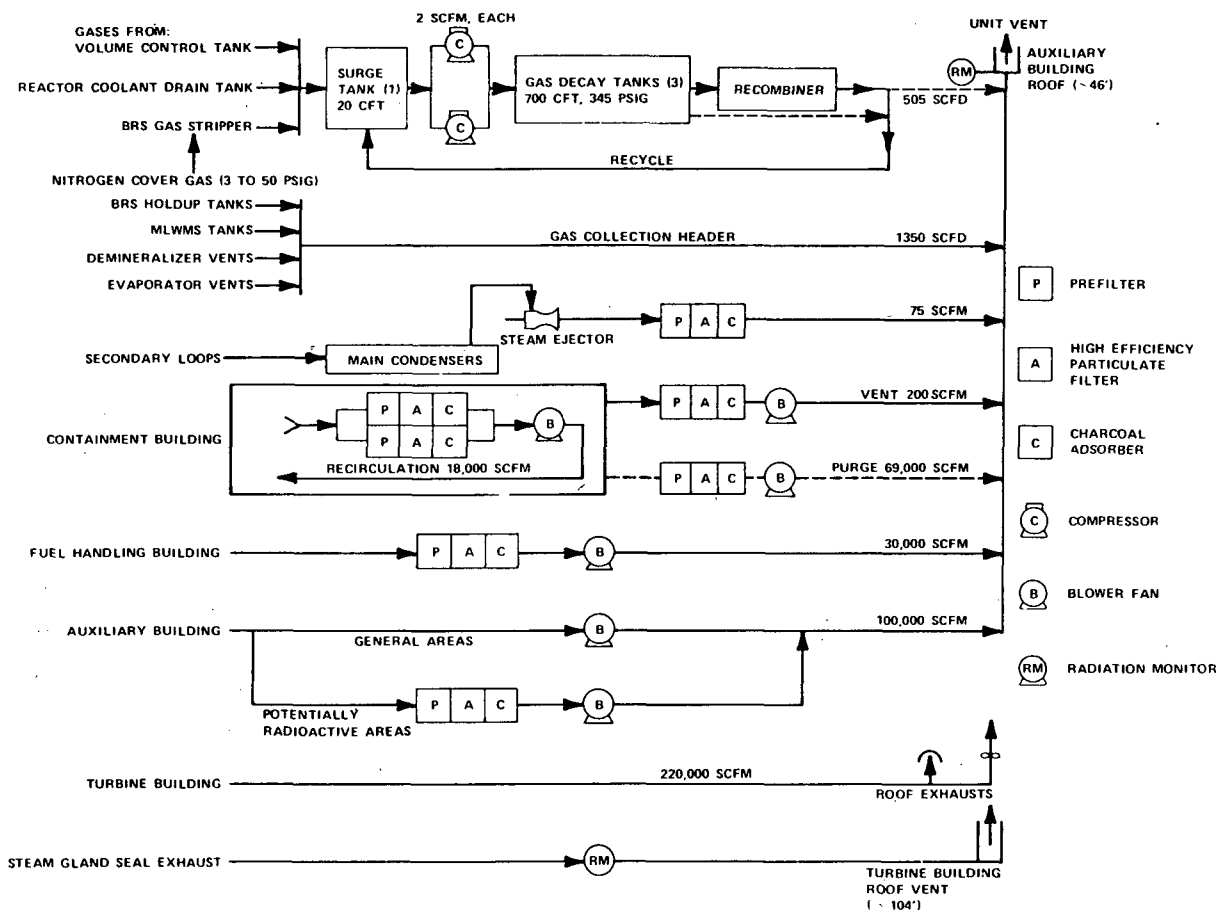 2 SCFM, EACH
UNIT VENT
GASES FROM:
VOLUME CONTROL TANK
REACTOR COOLANT DRAIN TANK
BRS GAS STRIPPER
NITROGEN COVER GAS (3 TO 50 PSIG)
SURGE
TANK (1)
20 CFT
C
C
GAS DECAY TANKS (3)
700 CFT, 345 PSIG
RECOMBINER
505 SCFD
RM
AUXILIARY
BUILDING
ROOF (~46')
RECYCLE
BRS HOLDUP TANKS
MLWMS TANKS
DEMINERALIZER VENTS
EVAPORATOR VENTS
GAS COLLECTION HEADER
1350 SCFD
SECONDARY LOOPS
MAIN CONDENSERS
STEAM EJECTOR
P A C
75 SCFM
CONTAINMENT BUILDING
P A C
P A C
B
RECIRCULATION 18,000 SCFM
P A C
B
VENT 200 SCFM
P A C
B
PURGE 69,000 SCFM
FUEL HANDLING BUILDING
P A C
B
30,000 SCFM
AUXILIARY BUILDING
GENERAL AREAS
B
100,000 SCFM
POTENTIALLY
RADIOACTIVE AREAS
P A C
B
TURBINE BUILDING
220,000 SCFM
ROOF EXHAUSTS
STEAM GLAND SEAL EXHAUST
RM
TURBINE BUILDING
ROOF VENT
(~104')
P
PREFILTER
A
HIGH EFFICIENCY
PARTICULATE
FILTER
C
CHARCOAL
ADSORBER
C
COMPRESSOR
B
BLOWER FAN
RM
RADIATION MONITOR